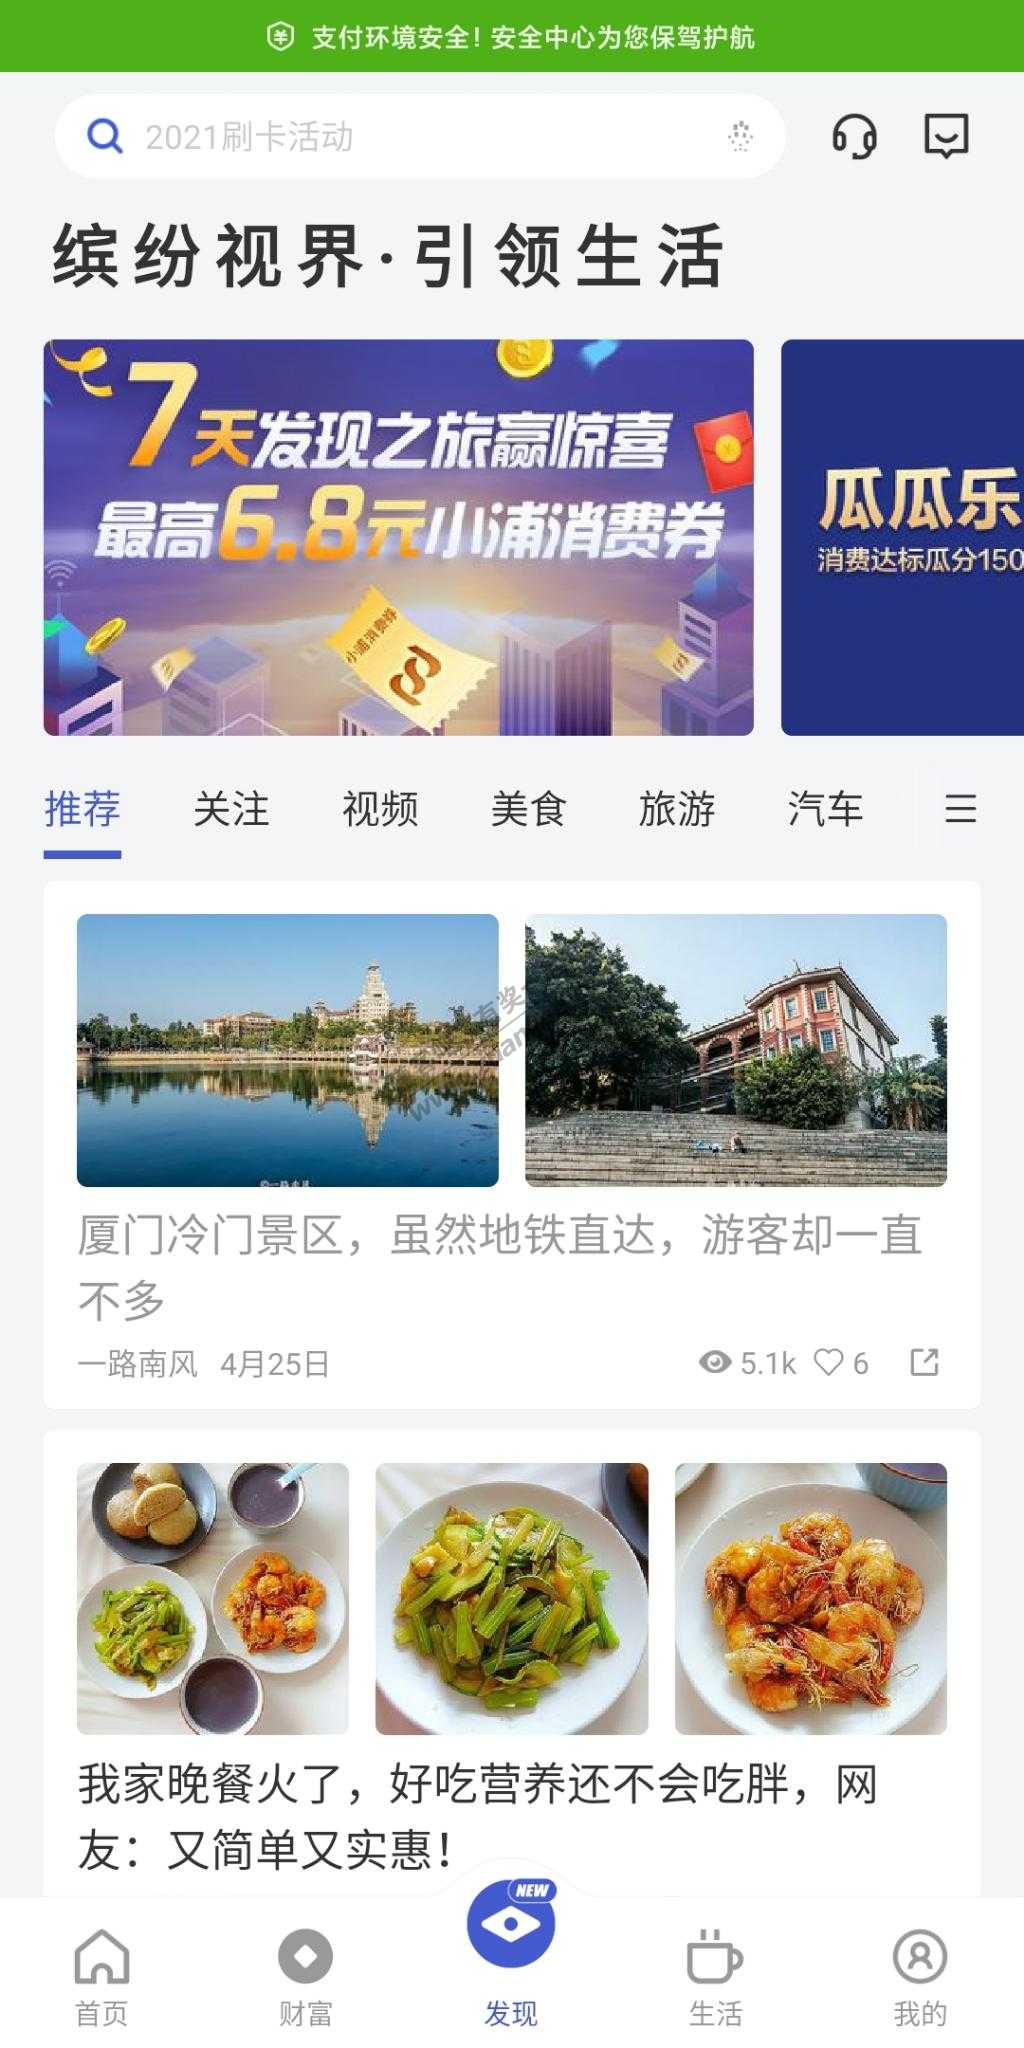 支付环境安全！安全中心为您保驾护航
2021刷卡活动
缤纷视界·引领生活
7天发现之旅赢惊喜
最高6.8元小浦消费券
小浦消费券
瓜瓜乐
消费达标瓜分150
推荐 关注 视频 美食 旅游 汽车
厦门冷门景区，虽然地铁直达，游客却一直
不多
一路南风 4月25日 5.1k 6
我家晚餐火了，好吃营养还不会吃胖，网
友：又简单又实惠！
NEW
首页 财富 发现 生活 我的